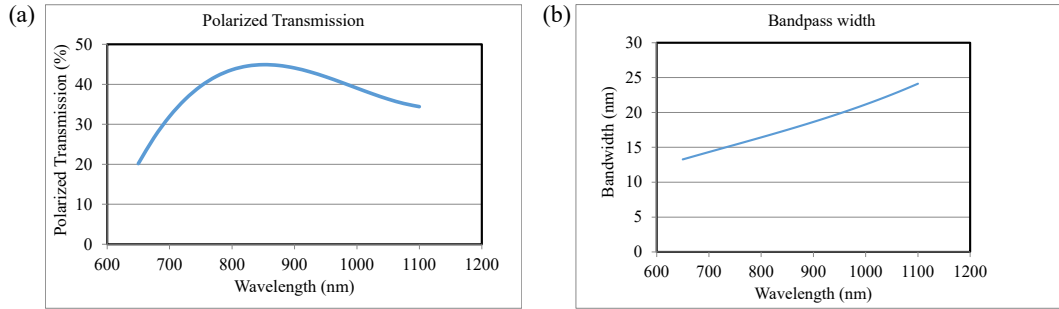 (a)
Polarized Transmission
Polarized Transmission (%)
50
40
30
20
10
0
600 700 800 900 1000 1100 1200
Wavelength (nm)
(b)
Bandpass width
Bandwidth (nm)
30
25
20
15
10
5
0
600 700 800 900 1000 1100 1200
Wavelength (nm)